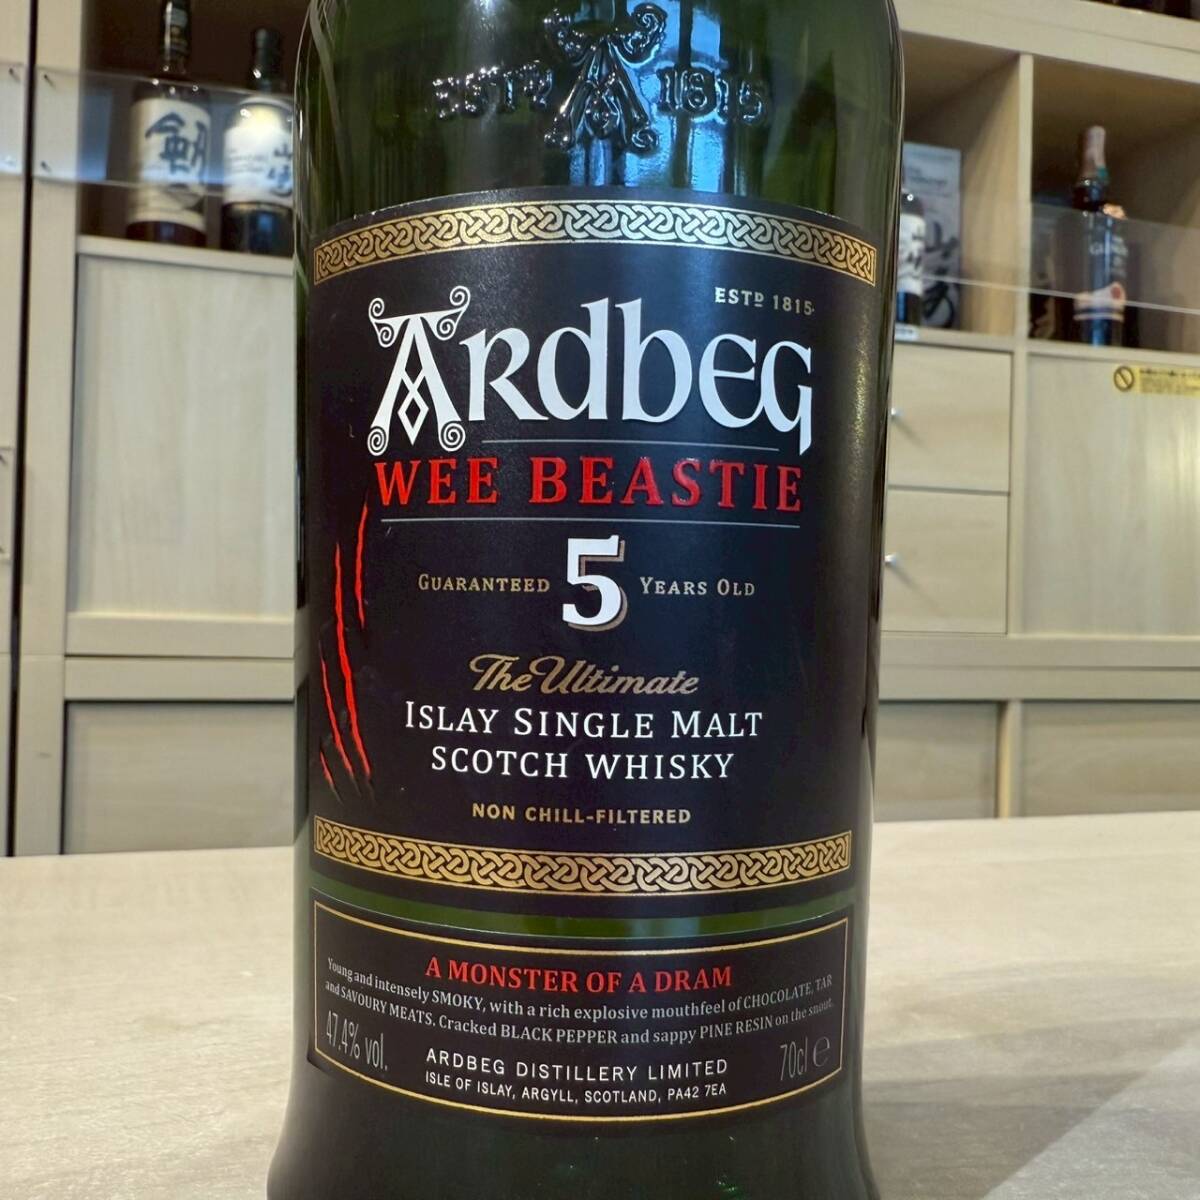 ESTD 1815
ESTD 1815
ARDBEG
WEE BEASTIE
GUARANTEED 5 YEARS OLD
The Ultimate
ISLAY SINGLE MALT
SCOTCH WHISKY
NON CHILL-FILTERED
A MONSTER OF A DRAM
Young and intensely SMOKY, with a rich explosive mouthfeel of CHOCOLATE, TAR
and SAVOURY MEATS. Cracked BLACK PEPPER and sappy PINE RESIN on the snout.
47.4% vol.
70cl e
ARDBEG DISTILLERY LIMITED
ISLE OF ISLAY, ARGYLL, SCOTLAND, PA42 7EA